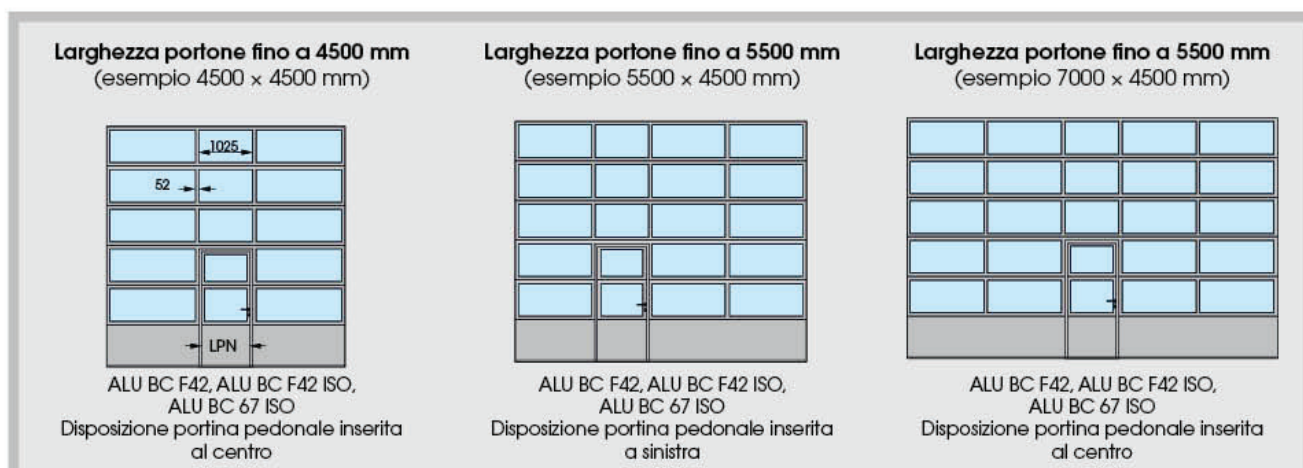 Larghezza portone fino a 4500 mm
(esempio 4500 × 4500 mm)
1025
52
LPN
ALU BC F42, ALU BC F42 ISO,
ALU BC 67 ISO
Disposizione portina pedonale inserita
al centro
Larghezza portone fino a 5500 mm
(esempio 5500 × 4500 mm)
ALU BC F42, ALU BC F42 ISO,
ALU BC 67 ISO
Disposizione portina pedonale inserita
a sinistra
Larghezza portone fino a 5500 mm
(esempio 7000 × 4500 mm)
ALU BC F42, ALU BC F42 ISO,
ALU BC 67 ISO
Disposizione portina pedonale inserita
al centro